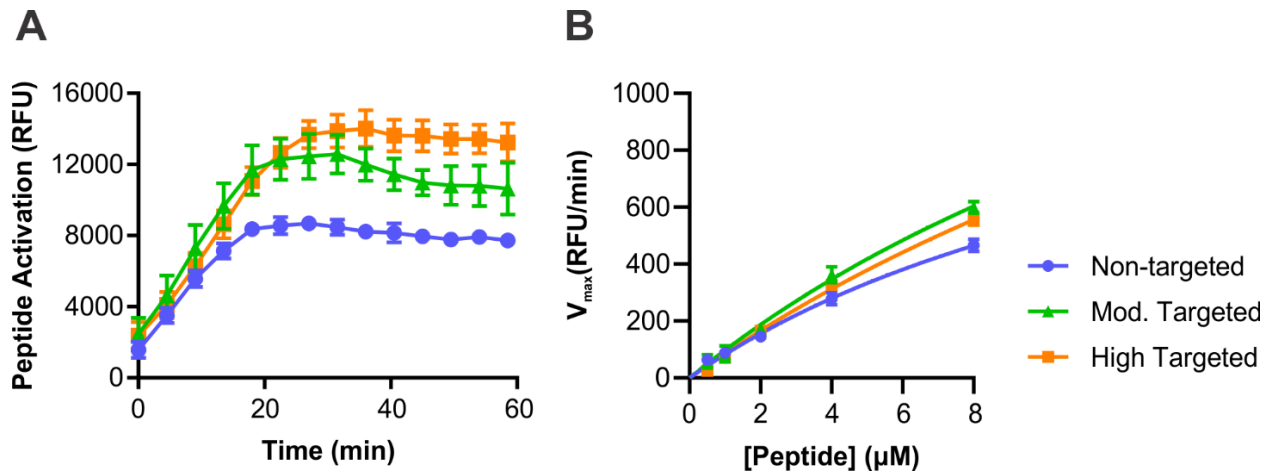 A
Peptide Activation (RFU)
16000
12000
8000
4000
0
0 20 40 60
Time (min)
B
Vmax(RFU/min)
1000
800
600
400
200
0
0 2 4 6 8
[Peptide] (µM)
Non-targeted
Mod. Targeted
High Targeted